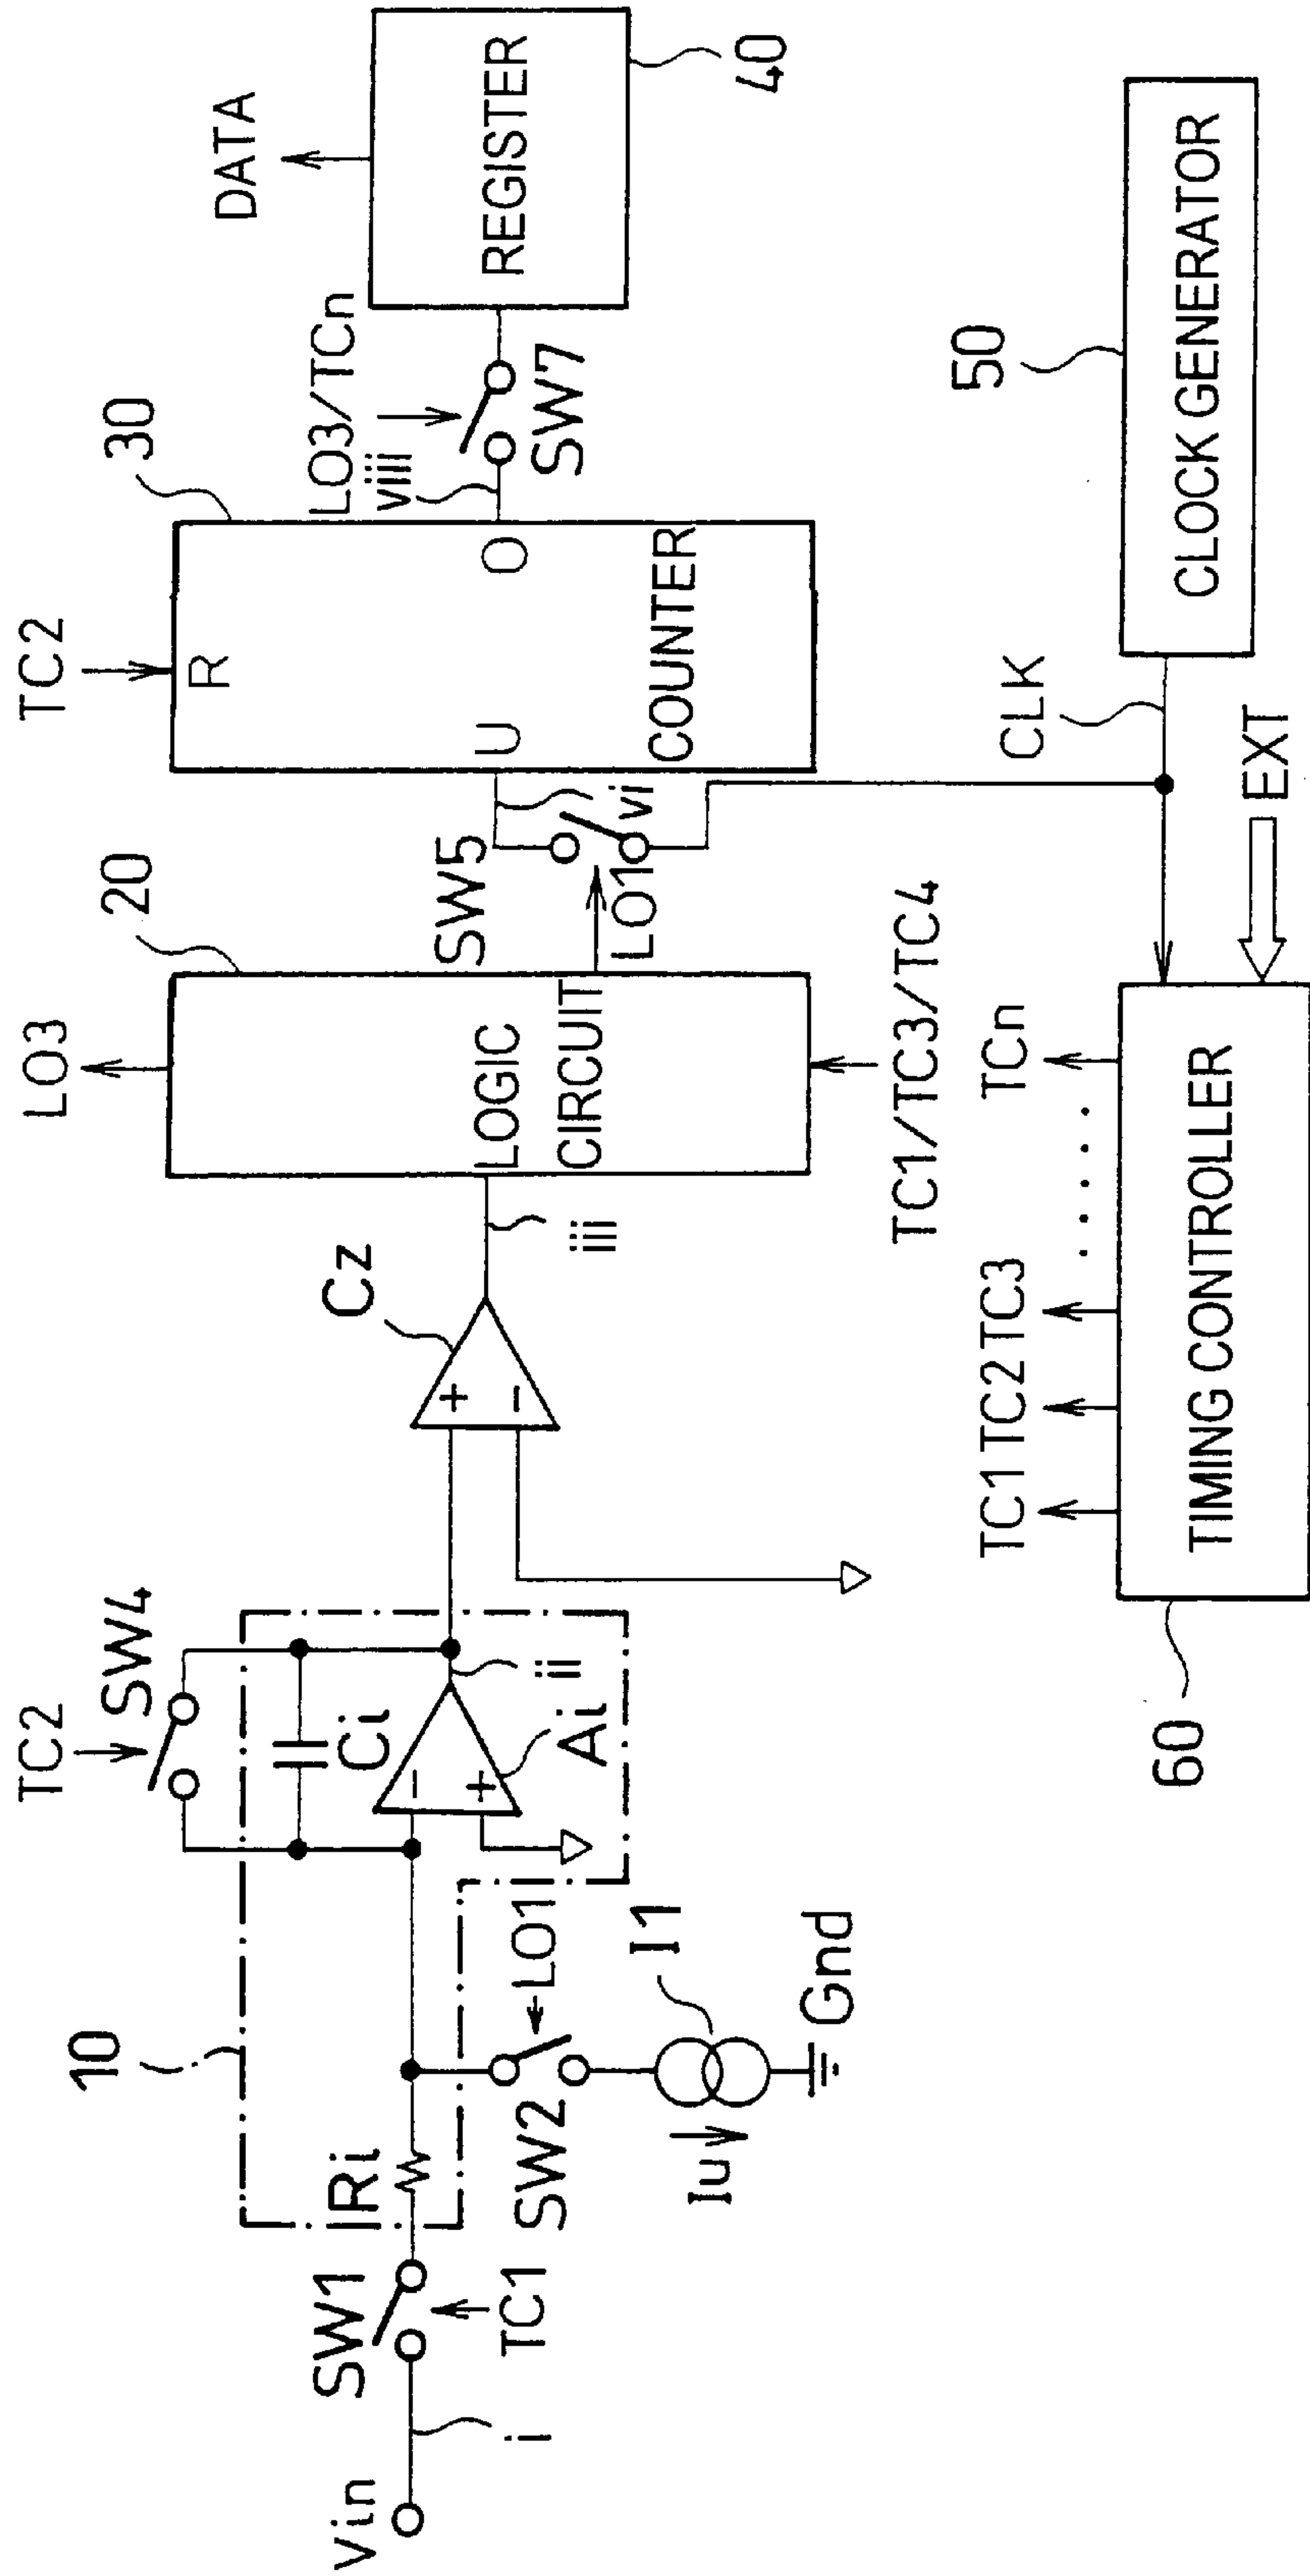 Vin
i
SW1
TC1
10
Ri
SW2
LO1
Iu
I1
Gnd
TC2
SW4
Ci
−
+
Ai
ii
Cz
+
−
iii
LO3
20
LOGIC
CIRCUIT
TC1/TC3/TC4
SW5
LO1
vi
TC2
30
R
U
O
COUNTER
LO3/TCn
viii
SW7
DATA
REGISTER
40
60
TIMING CONTROLLER
TC1
TC2
TC3
.....
TCn
EXT
CLK
50
CLOCK GENERATOR